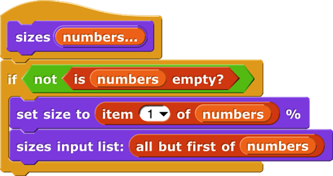 sizes numbers...
if not is numbers empty?
set size to item 1 of numbers %
sizes input list: all but first of numbers